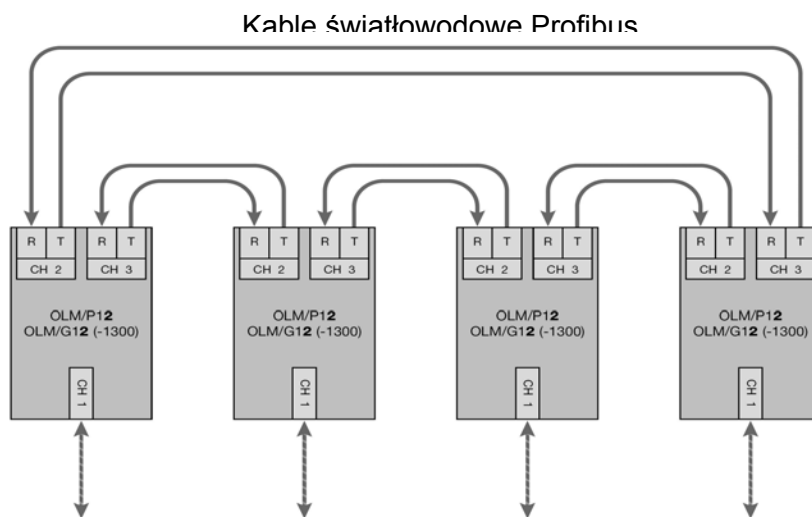 Kable światłowodowe Profibus
R T R T
CH 2 CH 3
OLM/P12
OLM/G12 (-1300)
CH 1
R T R T
CH 2 CH 3
OLM/P12
OLM/G12 (-1300)
CH 1
R T R T
CH 2 CH 3
OLM/P12
OLM/G12 (-1300)
CH 1
R T R T
CH 2 CH 3
OLM/P12
OLM/G12 (-1300)
CH 1